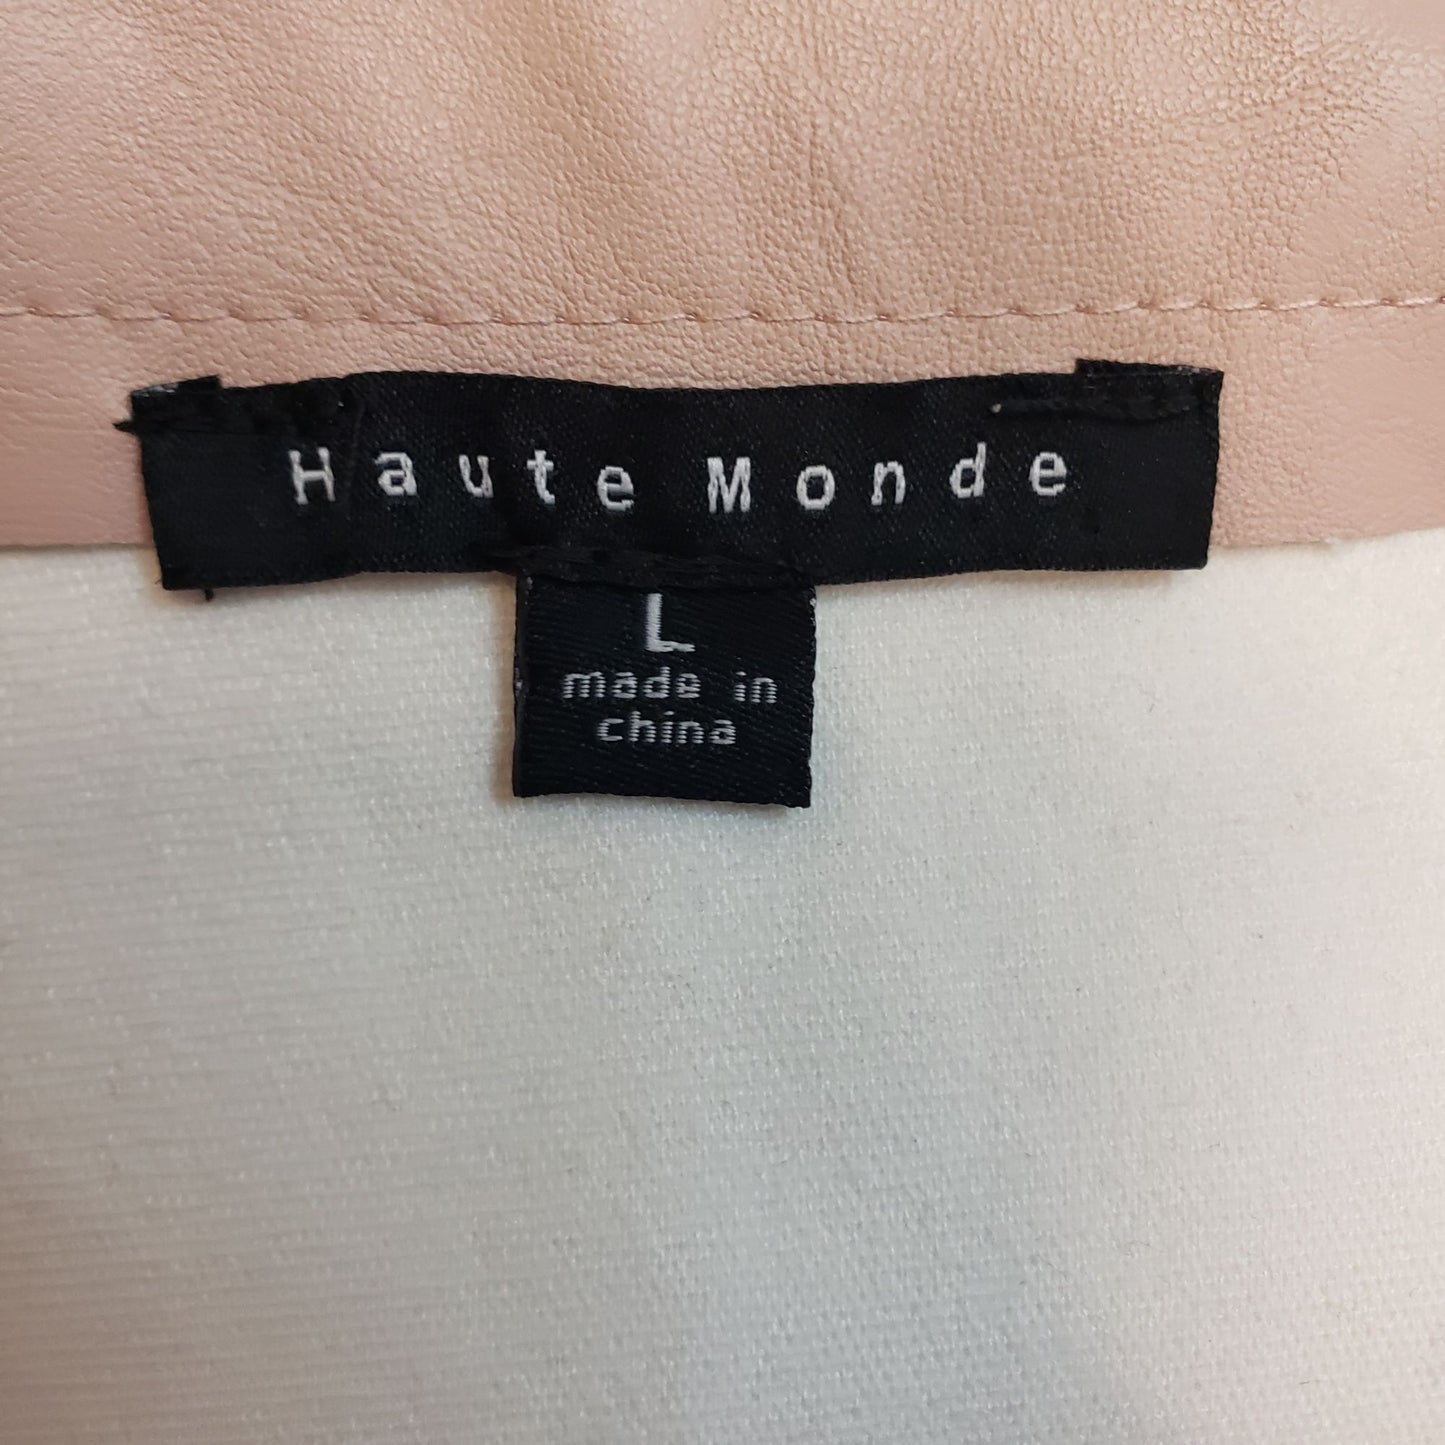 Haute Monde
L
made in
china